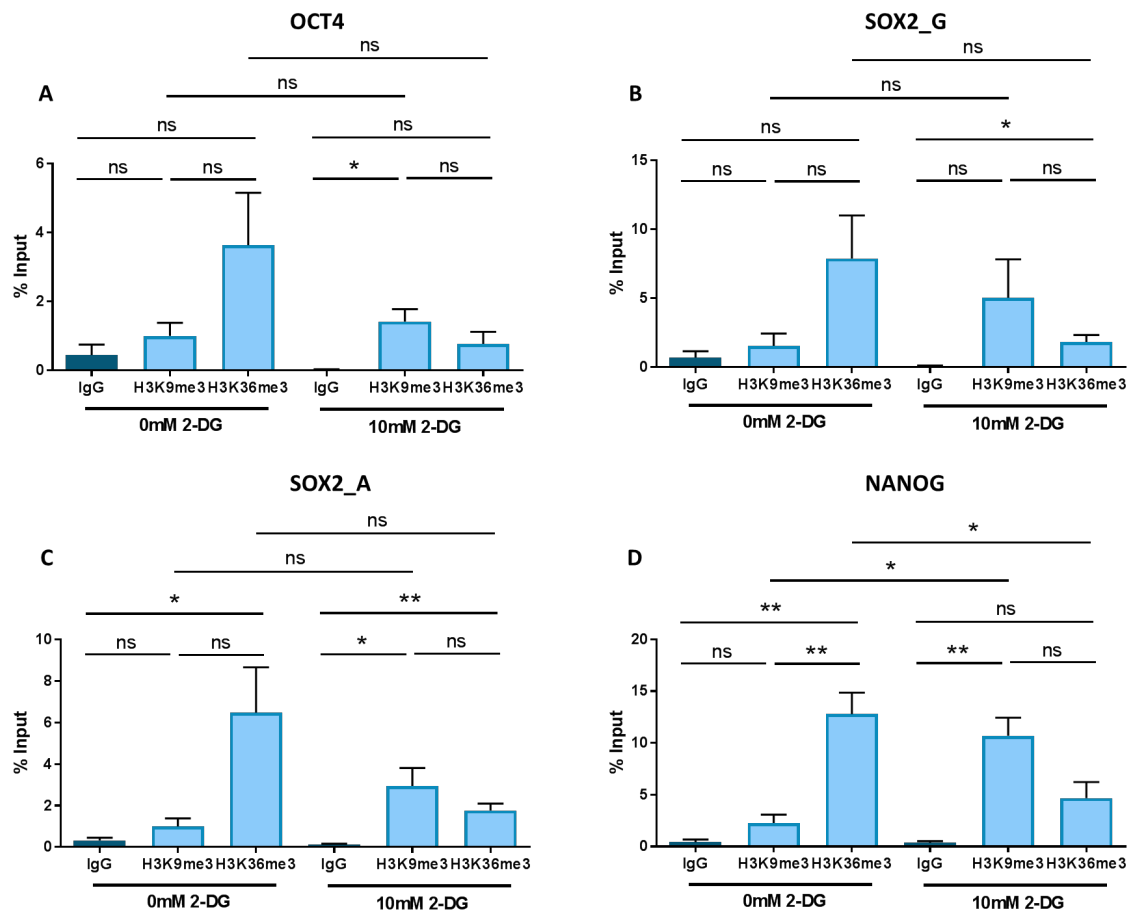 OCT4
ns
A
ns
ns
ns
ns
ns
*
ns
6
4
2
0
% Input
IgG
H3K9me3
H3K36me3
IgG
H3K9me3
H3K36me3
0mM 2-DG
10mM 2-DG
SOX2_G
ns
B
ns
ns
*
ns
ns
ns
ns
15
10
5
0
% Input
IgG
H3K9me3
H3K36me3
IgG
H3K9me3
H3K36me3
0mM 2-DG
10mM 2-DG
SOX2_A
ns
C
ns
*
**
ns
ns
*
ns
10
8
6
4
2
0
% Input
IgG
H3K9me3
H3K36me3
IgG
H3K9me3
H3K36me3
0mM 2-DG
10mM 2-DG
NANOG
*
D
*
**
ns
ns
**
**
ns
20
15
10
5
0
% Input
IgG
H3K9me3
H3K36me3
IgG
H3K9me3
H3K36me3
0mM 2-DG
10mM 2-DG